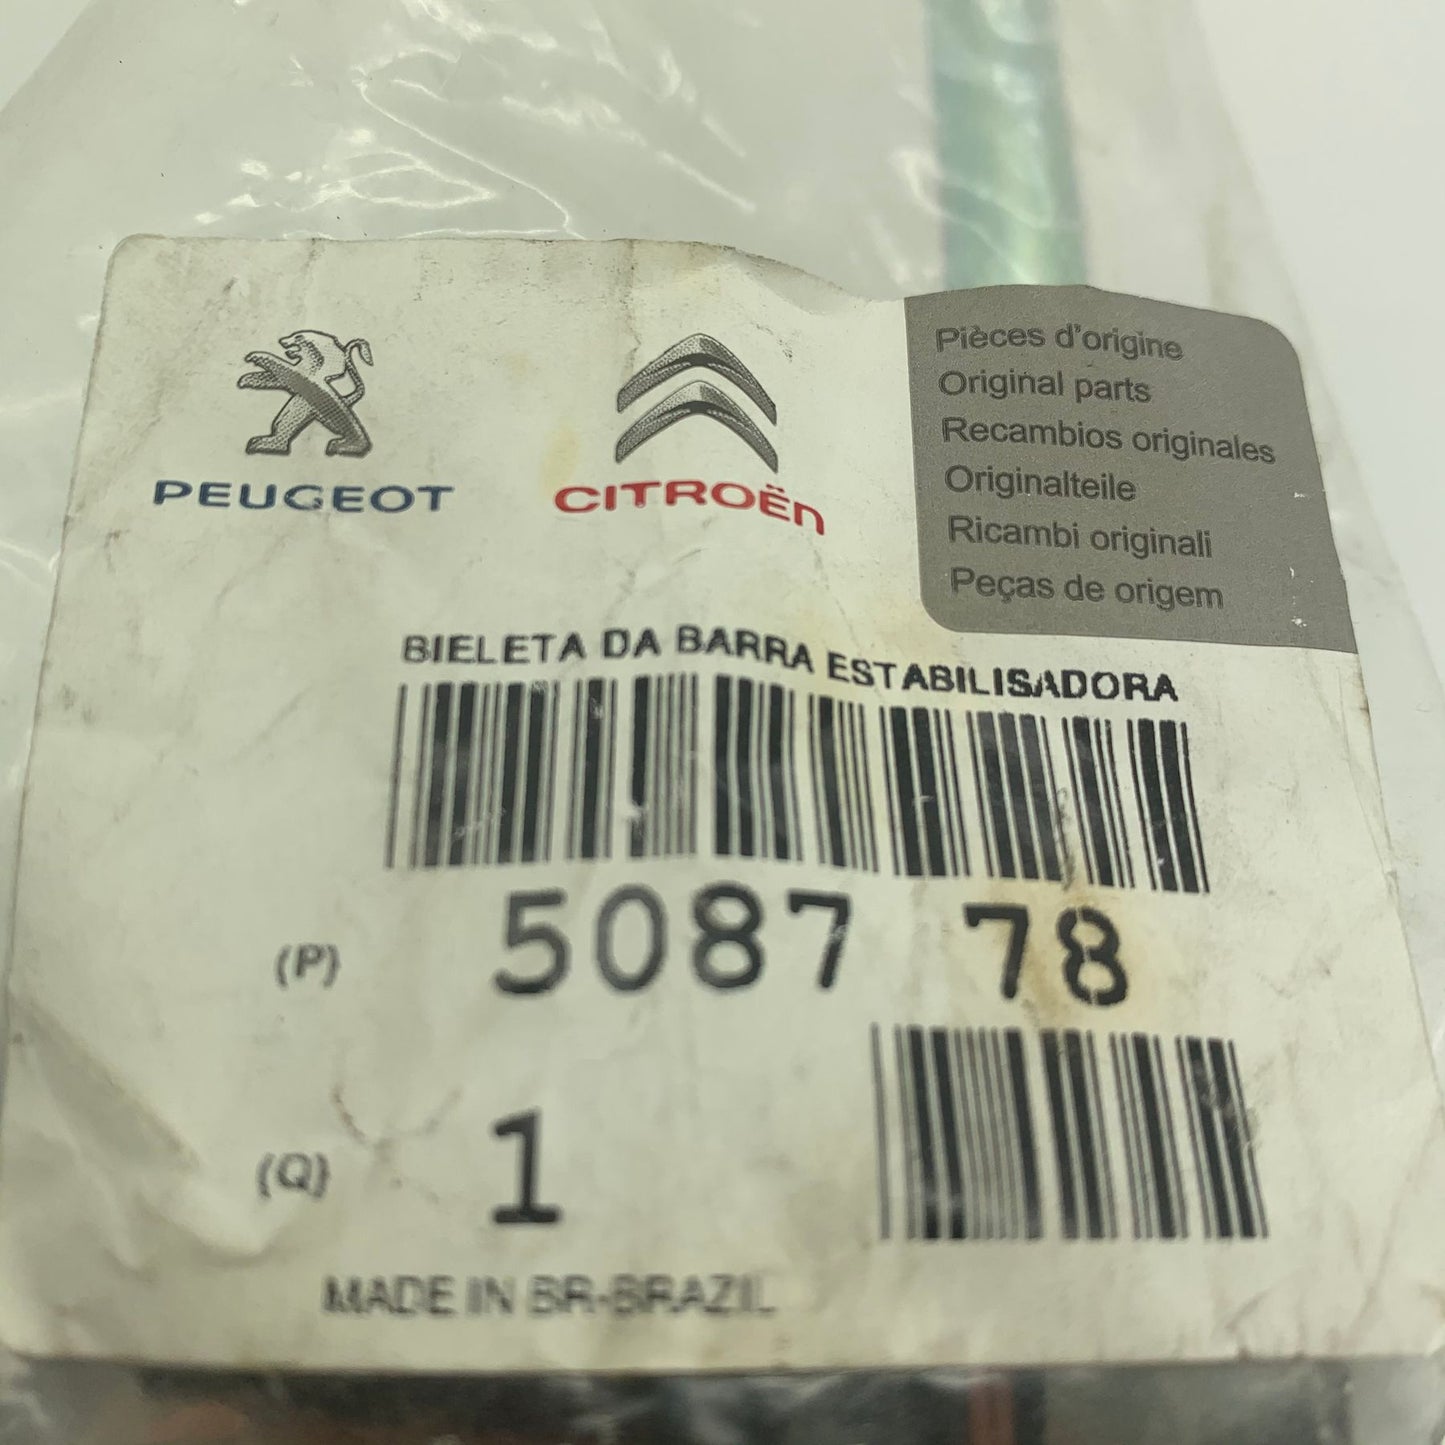 PEUGEOT
CITROËN
Pièces d'origine
Original parts
Recambios originales
Originalteile
Ricambi originali
Peças de origem
BIELETA DA BARRA ESTABILISADORA
(P) 5087 78
(Q) 1
MADE IN BR-BRAZIL